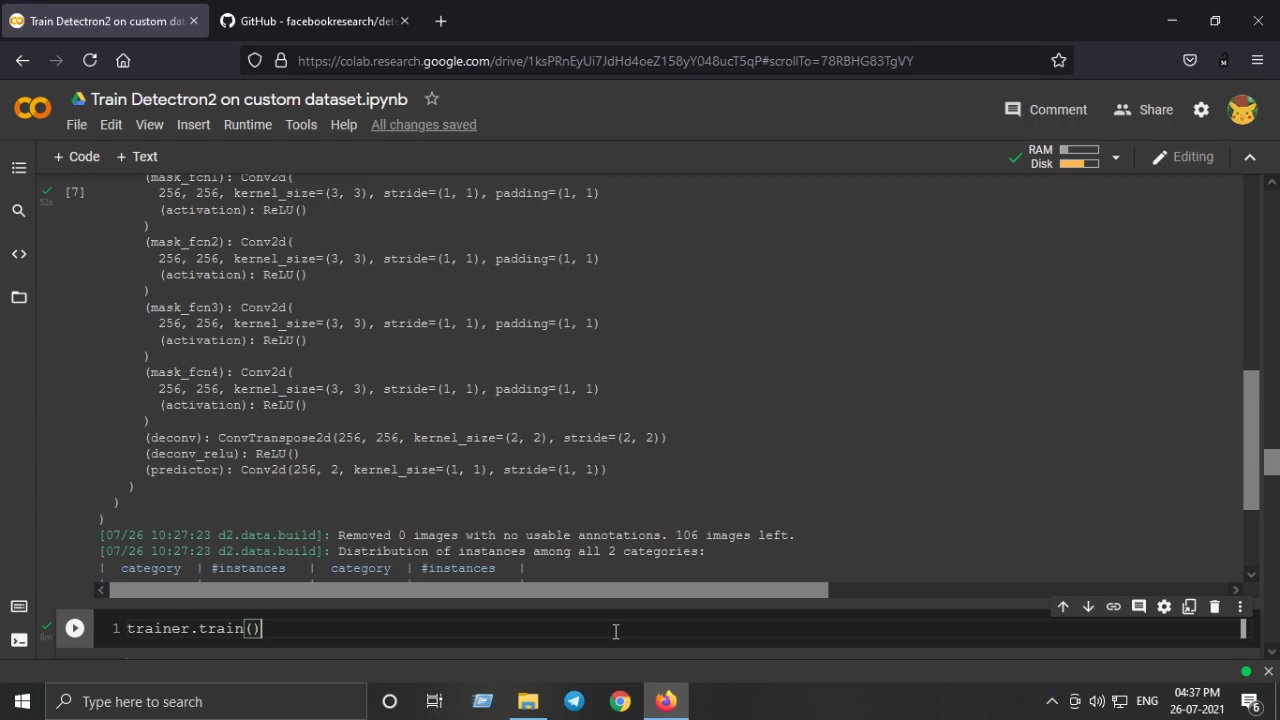 Train Detectron2 on custom dat
GitHub - facebookresearch/det
https://colab.research.google.com/drive/1ksPRnEyUi7JdHd4oeZ158yY048ucT5qP#scrollTo=78RBHG83TgVY
Train Detectron2 on custom dataset.ipynb
Comment
Share
File Edit View Insert Runtime Tools Help All changes saved
+ Code + Text
RAM
Disk
Editing
[7]
52s
(mask_fcn1): Conv2d(
256, 256, kernel_size=(3, 3), stride=(1, 1), padding=(1, 1)
(activation): ReLU()
)
(mask_fcn2): Conv2d(
256, 256, kernel_size=(3, 3), stride=(1, 1), padding=(1, 1)
(activation): ReLU()
)
(mask_fcn3): Conv2d(
256, 256, kernel_size=(3, 3), stride=(1, 1), padding=(1, 1)
(activation): ReLU()
)
(mask_fcn4): Conv2d(
256, 256, kernel_size=(3, 3), stride=(1, 1), padding=(1, 1)
(activation): ReLU()
)
(deconv): ConvTranspose2d(256, 256, kernel_size=(2, 2), stride=(2, 2))
(deconv_relu): ReLU()
(predictor): Conv2d(256, 2, kernel_size=(1, 1), stride=(1, 1))
)
)
)
[07/26 10:27:23 d2.data.build]: Removed 0 images with no usable annotations. 106 images left.
[07/26 10:27:23 d2.data.build]: Distribution of instances among all 2 categories:
| category | #instances | category | #instances |
8m
1 trainer.train()
Type here to search
ENG
04:37 PM
26-07-2021
6